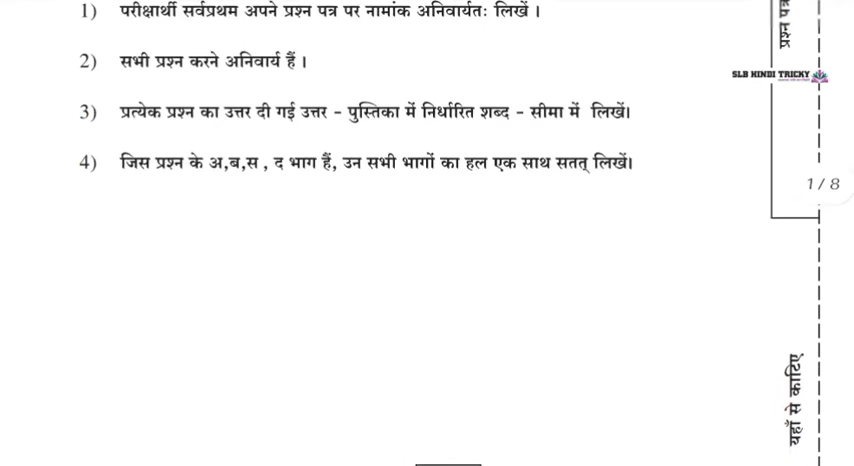 1) परीक्षार्थी सर्वप्रथम अपने प्रश्न पत्र पर नामांक अनिवार्यतः लिखें ।
2) सभी प्रश्न करने अनिवार्य हैं ।
3) प्रत्येक प्रश्न का उत्तर दी गई उत्तर - पुस्तिका में निर्धारित शब्द - सीमा में लिखें।
4) जिस प्रश्न के अ,ब,स , द भाग हैं, उन सभी भागों का हल एक साथ सतत् लिखें।
प्रश्न पत्र
SLB HINDI TRICKY
1 / 8
यहाँ से काटिए